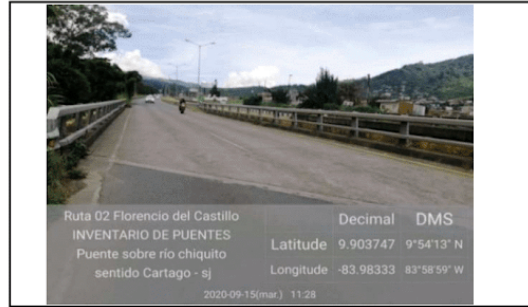 Ruta 02 Florencio del Castillo
INVENTARIO DE PUENTES
Puente sobre río chiquito
sentido Cartago - sj
Decimal DMS
Latitude 9.903747 9°54'13" N
Longitude -83.98333 83°58'59" W
2020-09-15(mar.) 11:28